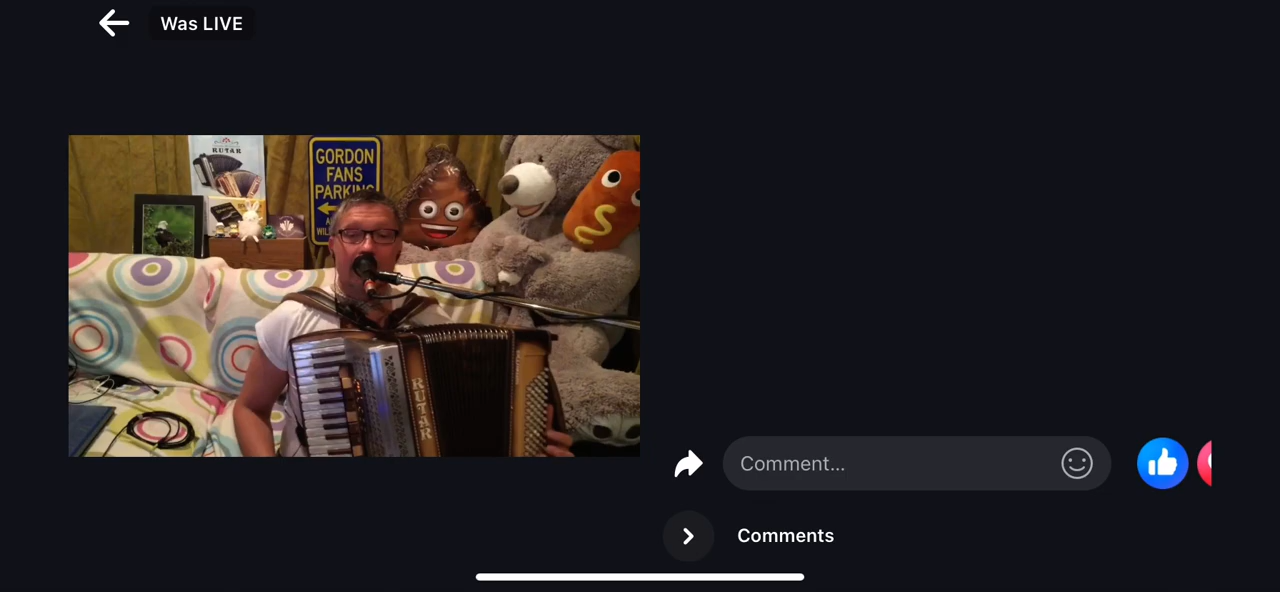 Was LIVE
RUTAR
GORDON
FANS
PARKING
RUTAR
Comment...
Comments